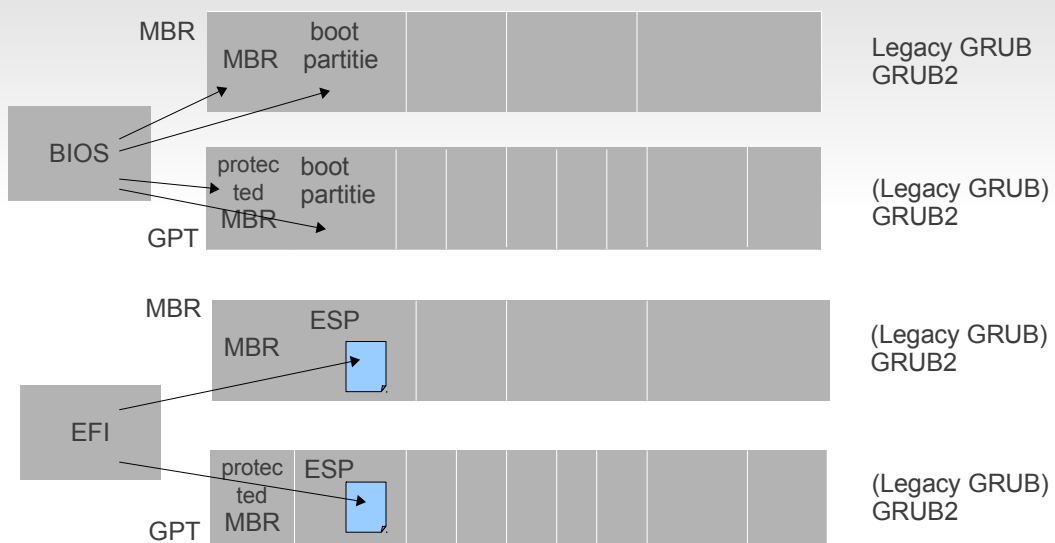 MBR
boot
MBR partitie
Legacy GRUB
GRUB2
BIOS
protec
ted
MBR
boot
partitie
GPT
(Legacy GRUB)
GRUB2
MBR
ESP
MBR
(Legacy GRUB)
GRUB2
EFI
protec
ted
MBR
ESP
GPT
(Legacy GRUB)
GRUB2